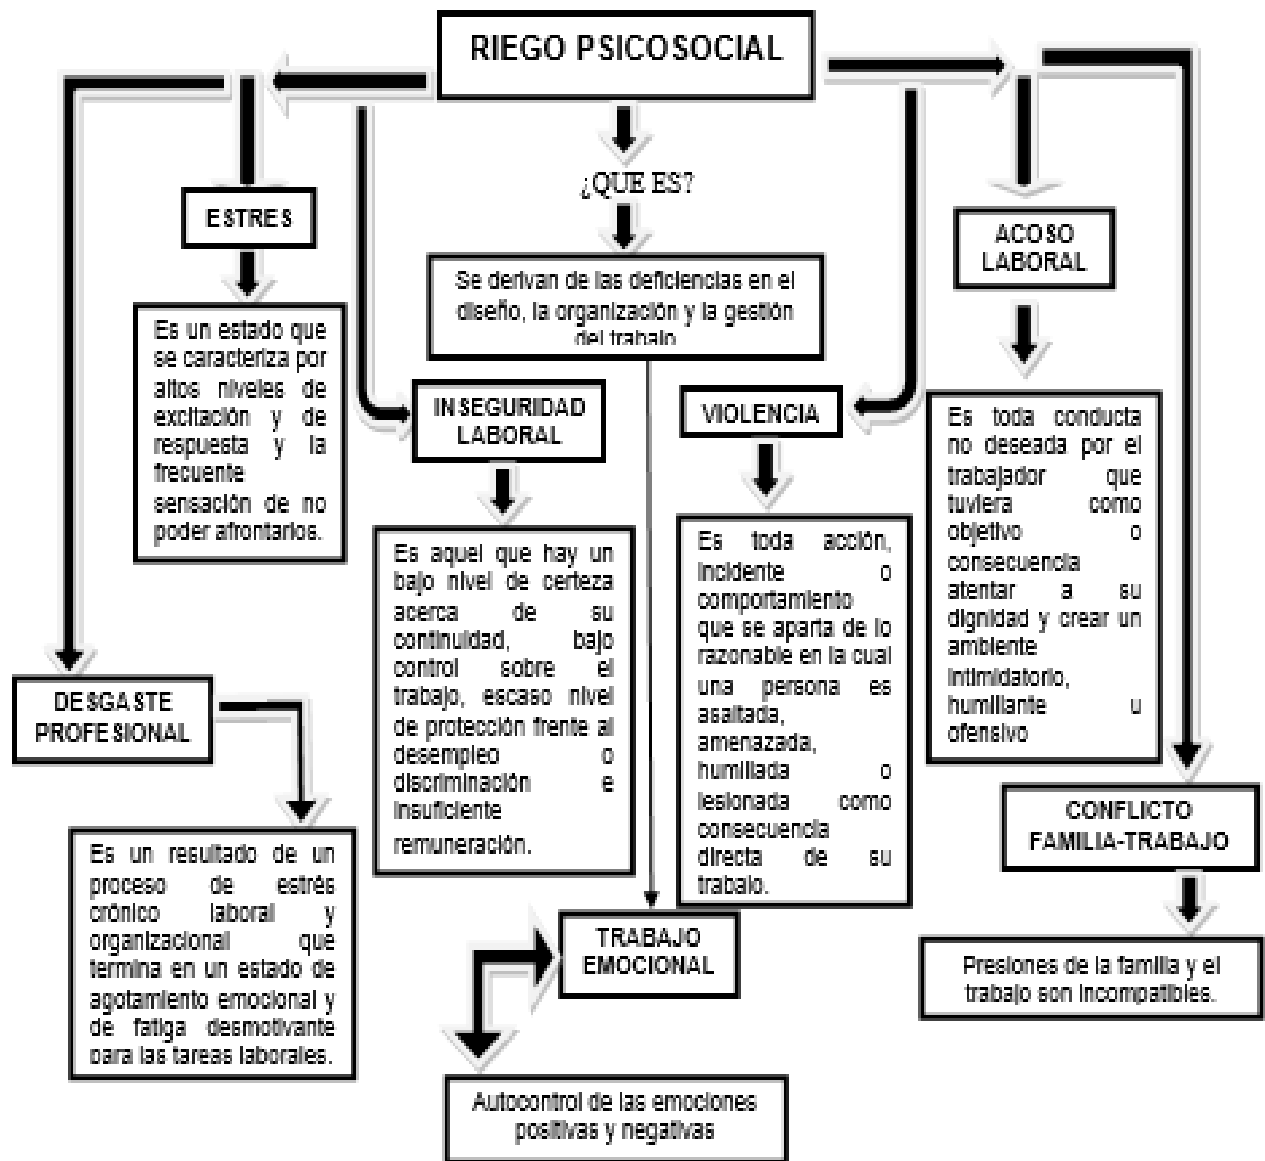 RIEGO PSICOSOCIAL
¿QUE ES?
Se derivan de las deficiencias en el
diseño, la organización y la gestión
del trabajo
ESTRES
Es un estado que
se caracteriza por
altos niveles de
excitación y de
respuesta y la
frecuente
sensación de no
poder afrontarlos.
INSEGURIDAD
LABORAL
Es aquel que hay un
bajo nivel de certeza
acerca de su
continuidad, bajo
control sobre el
trabajo, escaso nivel
de protección frente al
desempleo o
discriminación e
insuficiente
remuneración.
VIOLENCIA
Es toda acción,
incidente o
comportamiento
que se aparta de lo
razonable en la cual
una persona es
asaltada,
amenazada,
humillada o
lesionada como
consecuencia
directa de su
trabajo.
ACOSO
LABORAL
Es toda conducta
no deseada por el
trabajador que
tuviera como
objetivo o
consecuencia
atentar a su
dignidad y crear un
ambiente
intimidatorio,
humillante u
ofensivo
DESGASTE
PROFESIONAL
Es un resultado de un
proceso de estrés
crónico laboral y
organizacional que
termina en un estado de
agotamiento emocional y
de fatiga desmotivante
para las tareas laborales.
CONFLICTO
FAMILIA-TRABAJO
Presiones de la familia y el
trabajo son incompatibles.
TRABAJO
EMOCIONAL
Autocontrol de las emociones
positivas y negativas